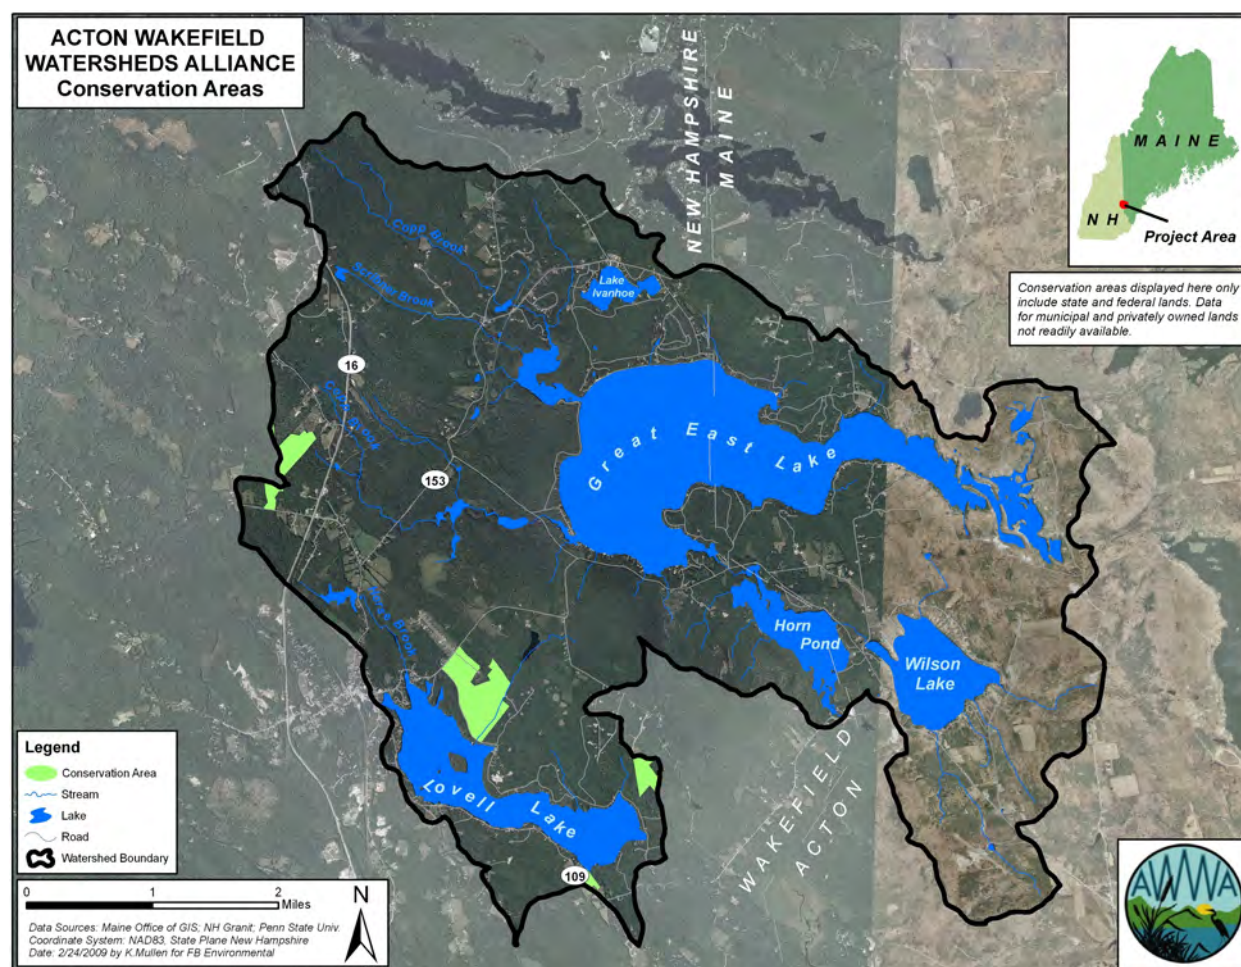 ACTON WAKEFIELD
WATERSHEDS ALLIANCE
Conservation Areas
NEW HAMPSHIRE
MAINE
MAINE
NH
Project Area
Conservation areas displayed here only
include state and federal lands. Data
for municipal and privately owned lands
not readily available.
Copp Brook
Scribner Brook
Lake
Ivanhoe
16
Copp Brook
153
Great East Lake
Horn
Pond
Wilson
Lake
Lovell Lake
109
WAKEFIELD
ACTON
Legend
Conservation Area
Stream
Lake
Road
Watershed Boundary
0 1 2
Miles
N
Data Sources: Maine Office of GIS; NH Granit; Penn State Univ.
Coordinate System: NAD83, State Plane New Hampshire
Date: 2/24/2009 by K.Mullen for FB Environmental
AWWA